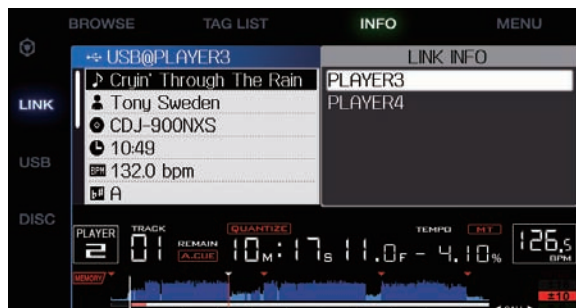 BROWSE TAG LIST INFO MENU
USB@PLAYER3 LINK INFO
Cryin' Through The Rain PLAYER3
Tony Sweden PLAYER4
LINK
CDJ-900NXS
10:49
USB
BPM 132.0 bpm
A
DISC
PLAYER TRACK QUANTIZE TEMPO MT
2 01 REMAIN A.CUE 10M:17s 11.0F -4.10% 126.5 BPM
MEMORY
±10